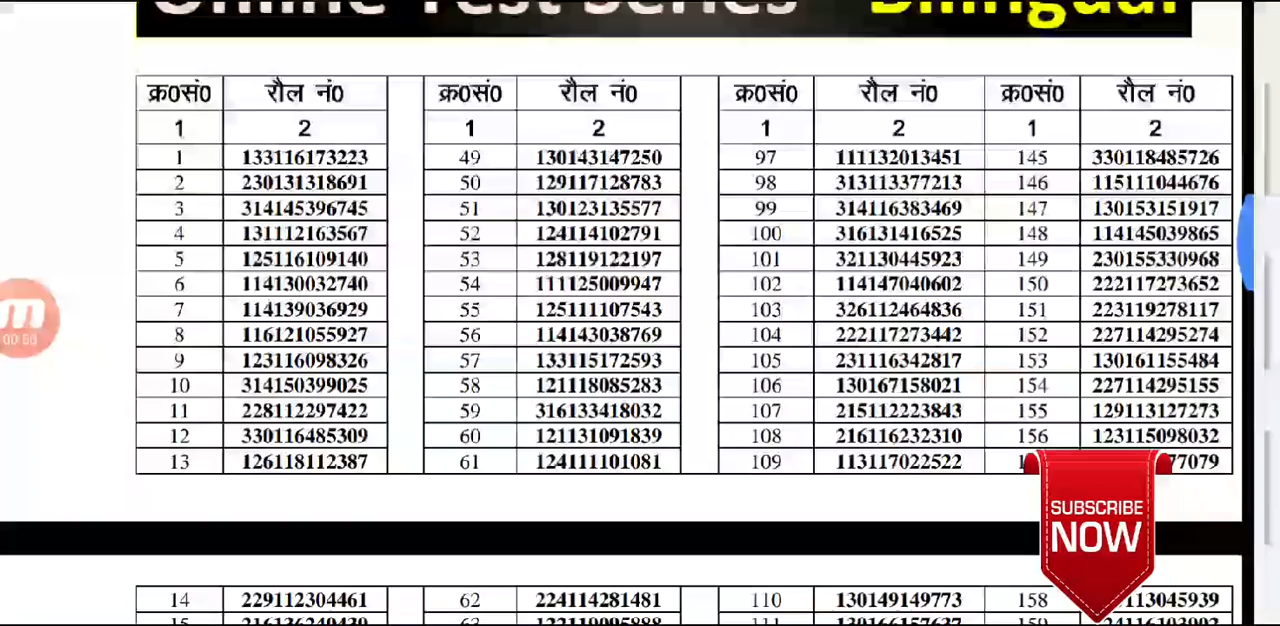 Online Test Series - Bilingual
क्र0सं0 रौल नं0 क्र0सं0 रौल नं0 क्र0सं0 रौल नं0 क्र0सं0 रौल नं0
1 2 1 2 1 2 1 2
1 133116173223 49 130143147250 97 111132013451 145 330118485726
2 230131318691 50 129117128783 98 313113377213 146 115111044676
3 314145396745 51 130123135577 99 314116383469 147 130153151917
4 131112163567 52 124114102791 100 316131416525 148 114145039865
5 125116109140 53 128119122197 101 321130445923 149 230155330968
6 114130032740 54 111125009947 102 114147040602 150 222117273652
7 114139036929 55 125111107543 103 326112464836 151 223119278117
8 116121055927 56 114143038769 104 222117273442 152 227114295274
9 123116098326 57 133115172593 105 231116342817 153 130161155484
10 314150399025 58 121118085283 106 130167158021 154 227114295155
11 228112297422 59 316133418032 107 215112223843 155 129113127273
12 330116485309 60 121131091839 108 216116232310 156 123115098032
13 126118112387 61 124111101081 109 113117022522
SUBSCRIBE
NOW
14 229112304461 62 224114281481 110 130149149773 158
00:56